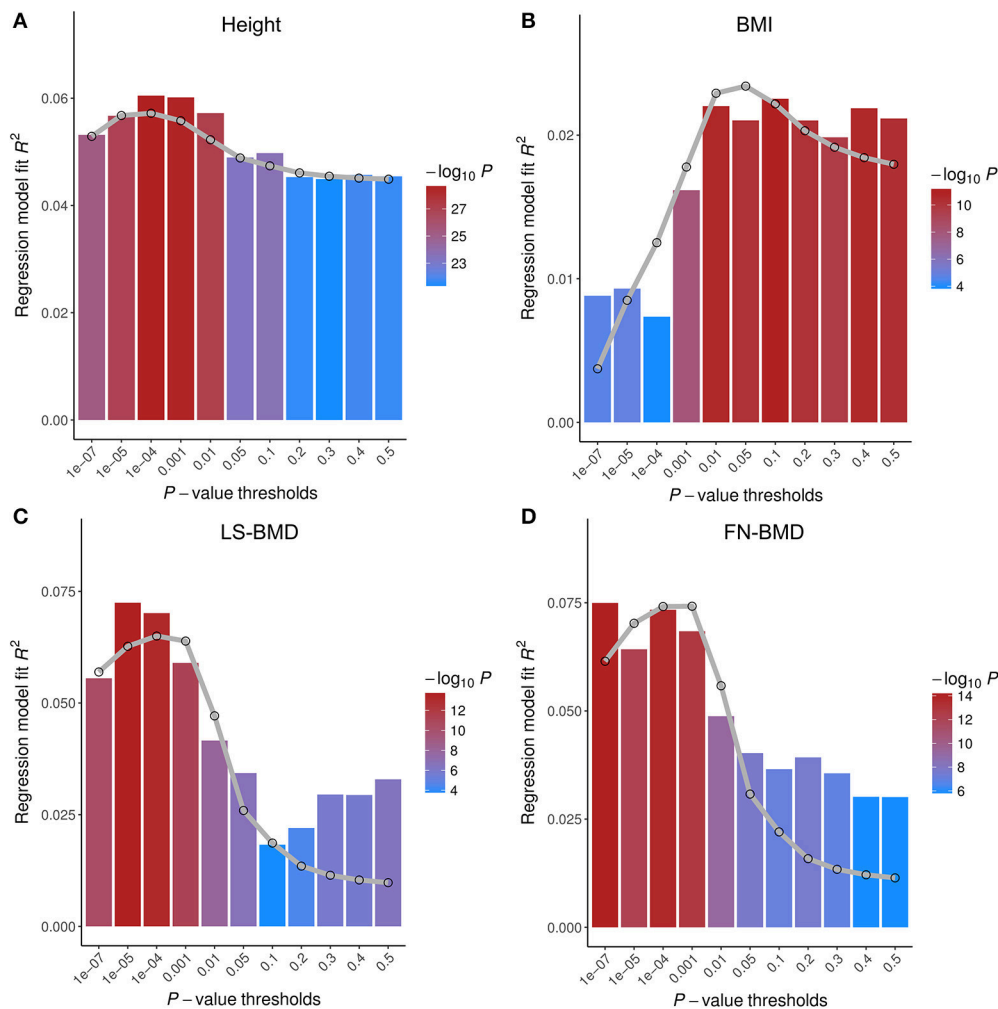 A
Height
Regression model fit R²
0.06
0.04
0.02
0.00
1e−07 1e−05 1e−04 0.001 0.01 0.05 0.1 0.2 0.3 0.4 0.5
P − value thresholds
−log₁₀ P
27
25
23
B
BMI
Regression model fit R²
0.02
0.01
0.00
1e−07 1e−05 1e−04 0.001 0.01 0.05 0.1 0.2 0.3 0.4 0.5
P − value thresholds
−log₁₀ P
10
8
6
4
C
LS-BMD
Regression model fit R²
0.075
0.050
0.025
0.000
1e−07 1e−05 1e−04 0.001 0.01 0.05 0.1 0.2 0.3 0.4 0.5
P − value thresholds
−log₁₀ P
12
10
8
6
4
D
FN-BMD
Regression model fit R²
0.075
0.050
0.025
0.000
1e−07 1e−05 1e−04 0.001 0.01 0.05 0.1 0.2 0.3 0.4 0.5
P − value thresholds
−log₁₀ P
14
12
10
8
6